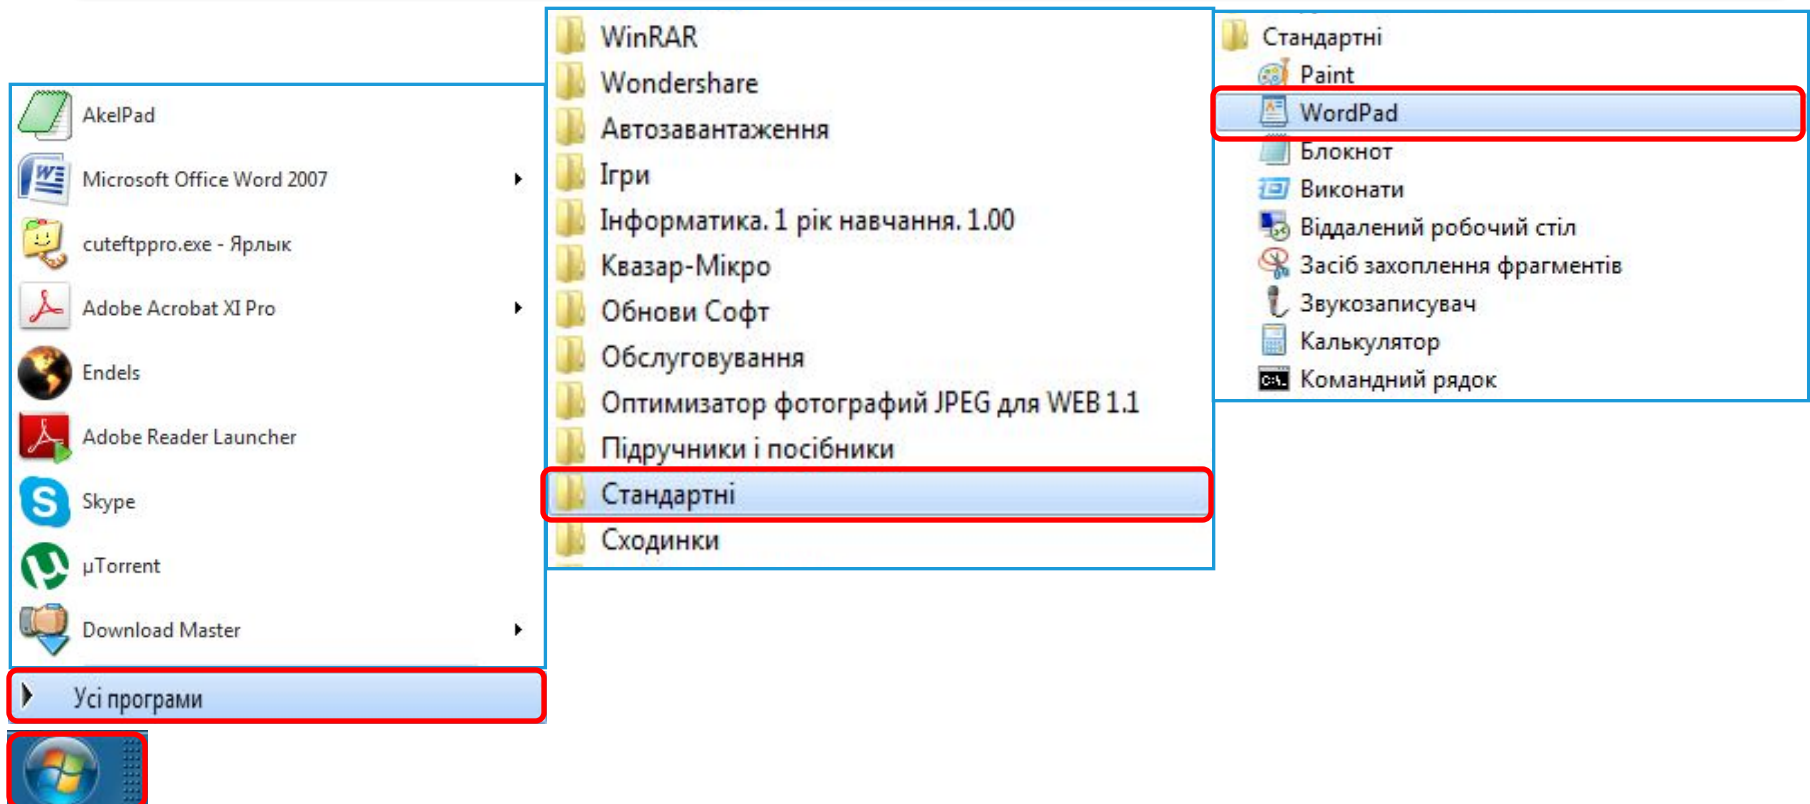 AkelPad
Microsoft Office Word 2007
cuteftppro.exe - Ярлык
Adobe Acrobat XI Pro
Endels
Adobe Reader Launcher
Skype
µTorrent
Download Master
Усі програми
WinRAR
Wondershare
Автозавантаження
Ігри
Інформатика. 1 рік навчання. 1.00
Квазар-Мікро
Обнови Софт
Обслуговування
Оптимизатор фотографий JPEG для WEB 1.1
Підручники і посібники
Стандартні
Сходинки
Стандартні
Paint
WordPad
Блокнот
Виконати
Віддалений робочий стіл
Засіб захоплення фрагментів
Звукозаписувач
Калькулятор
Командний рядок